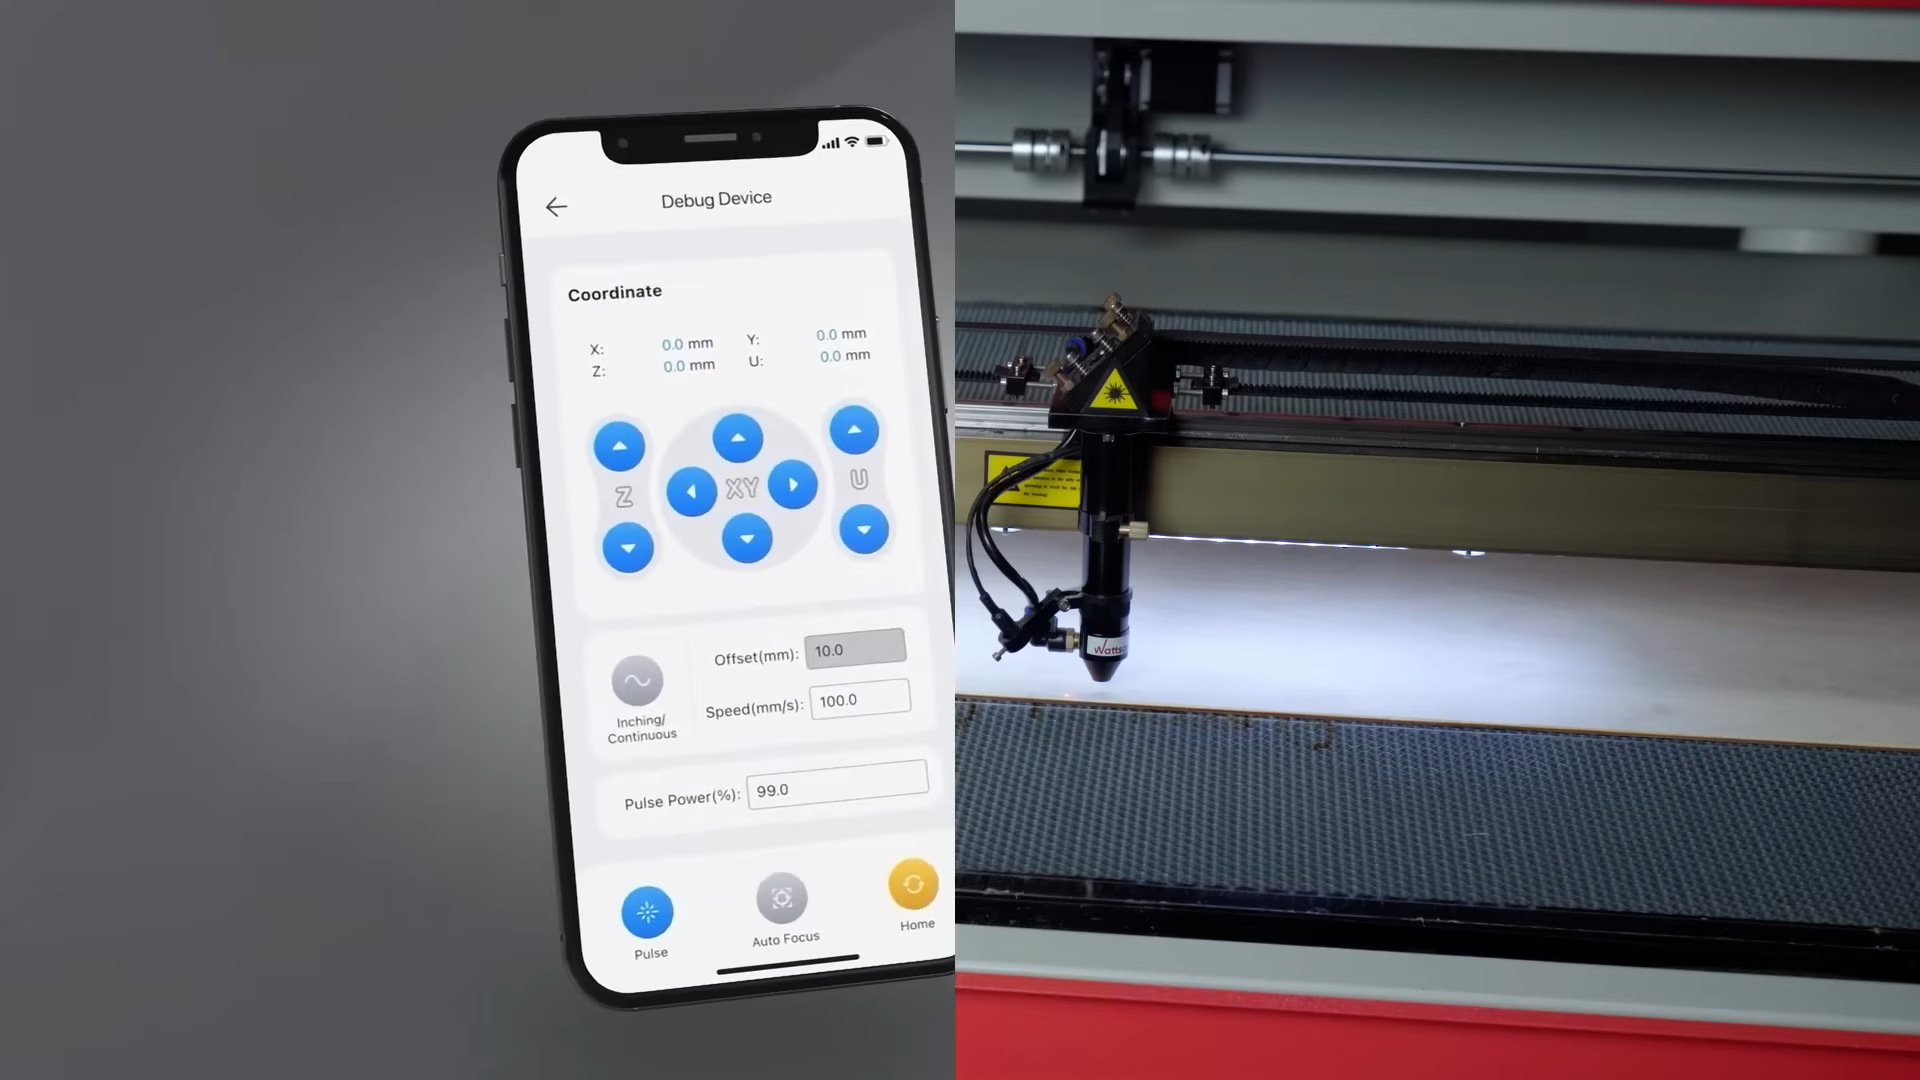 Debug Device
Coordinate
X: 0.0 mm Y: 0.0 mm
Z: 0.0 mm U: 0.0 mm
Z XY U
Offset(mm): 10.0
Speed(mm/s): 100.0
Inching/
Continuous
Pulse Power(%): 99.0
Pulse
Auto Focus
Home